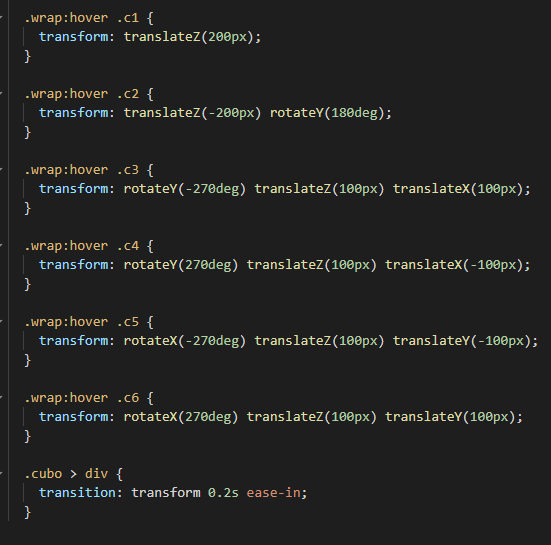 .wrap:hover .c1 {
transform: translateZ(200px);
}
.wrap:hover .c2 {
transform: translateZ(-200px) rotateY(180deg);
}
.wrap:hover .c3 {
transform: rotateY(-270deg) translateZ(100px) translateX(100px);
}
.wrap:hover .c4 {
transform: rotateY(270deg) translateZ(100px) translateX(-100px);
}
.wrap:hover .c5 {
transform: rotateX(-270deg) translateZ(100px) translateY(-100px);
}
.wrap:hover .c6 {
transform: rotateX(270deg) translateZ(100px) translateY(100px);
}
.cubo > div {
transition: transform 0.2s ease-in;
}